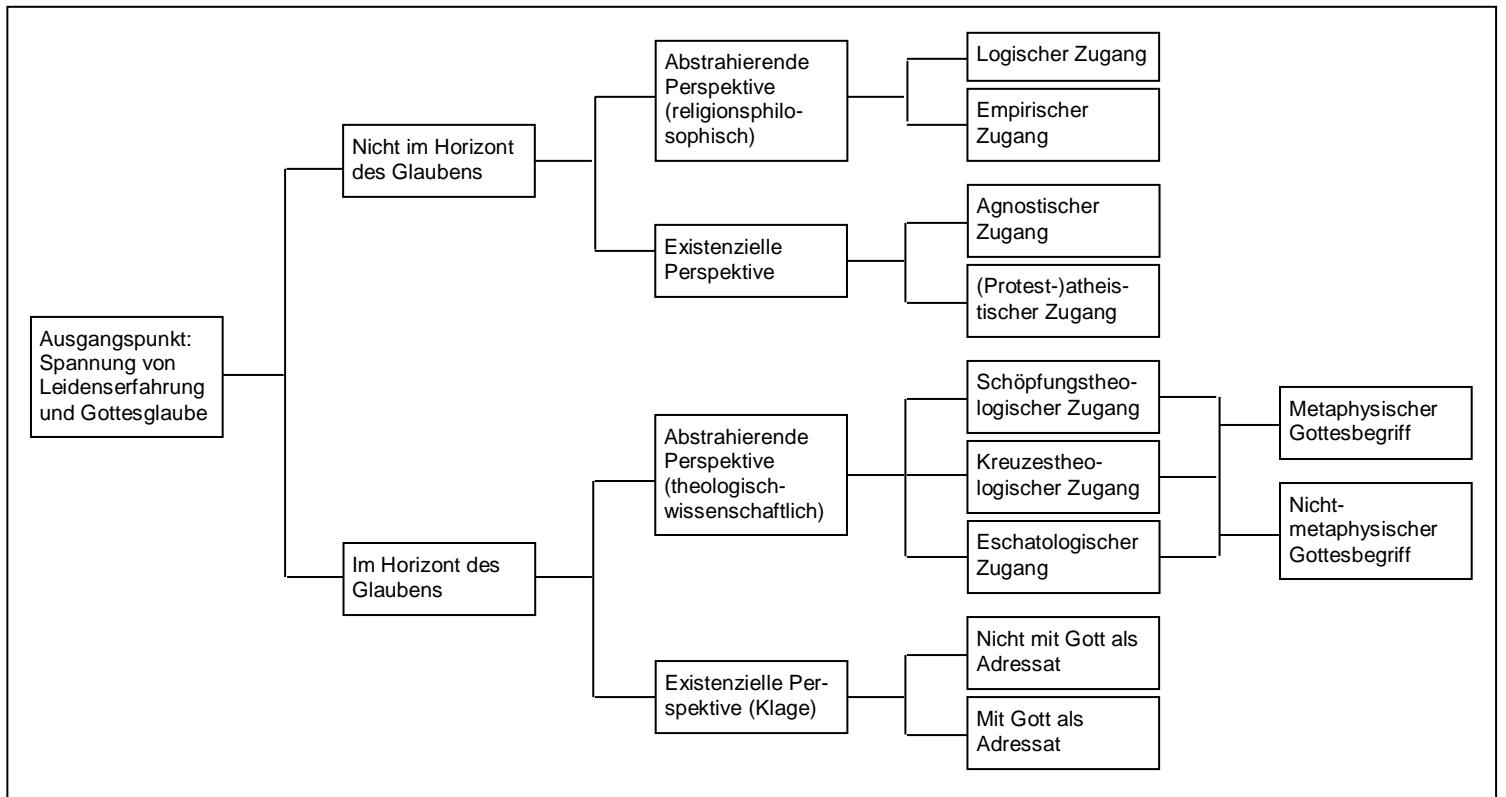 Ausgangspunkt:
Spannung von
Leidenserfahrung
und Gottesglaube
Nicht im Horizont
des Glaubens
Im Horizont des
Glaubens
Abstrahierende
Perspektive
(religionsphilo-
sophisch)
Existenzielle
Perspektive
Abstrahierende
Perspektive
(theologisch-
wissenschaftlich)
Existenzielle Per-
spektive (Klage)
Logischer Zugang
Empirischer
Zugang
Agnostischer
Zugang
(Protest-)atheis-
tischer Zugang
Schöpfungstheo-
logischer Zugang
Kreuzestheo-
logischer Zugang
Eschatologischer
Zugang
Nicht mit Gott als
Adressat
Mit Gott als
Adressat
Metaphysischer
Gottesbegriff
Nicht-
metaphysischer
Gottesbegriff